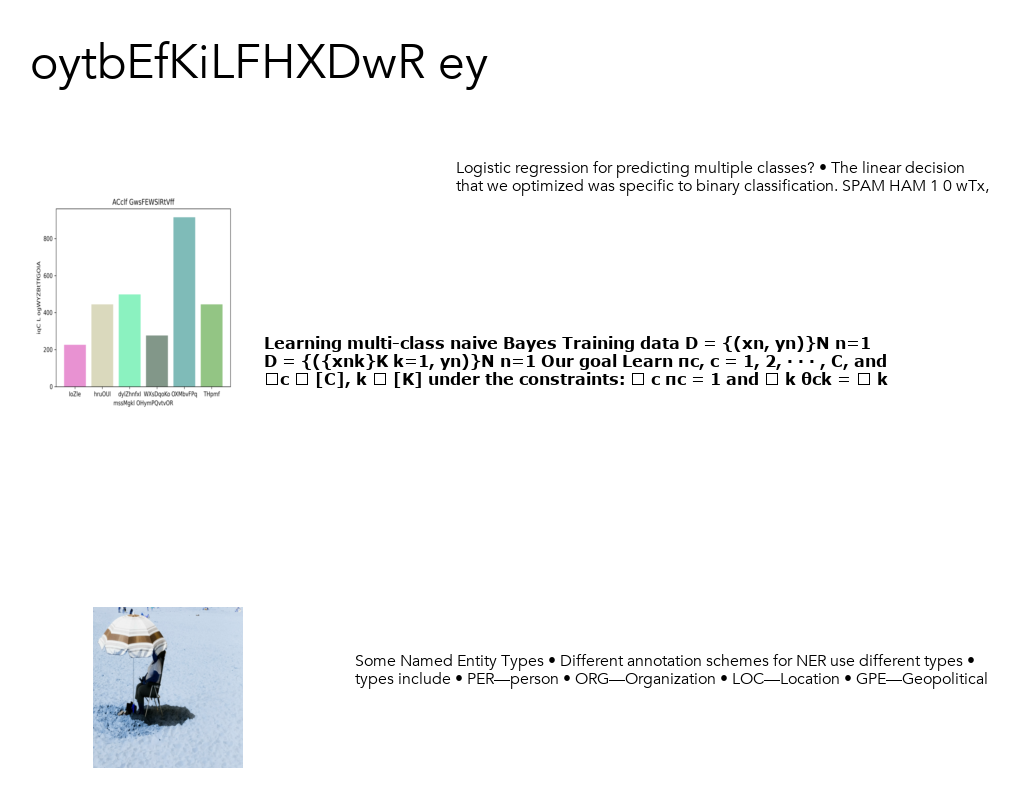 oytbEfKiLFHXDwR ey
Logistic regression for predicting multiple classes? • The linear decision
that we optimized was specific to binary classification. SPAM HAM 1 0 wTx,
ACclf GwsFEWSlRtVff
800
600
400
200
0
loZle hruOUl dylZhnfxl WXsDqoKo OXMbvFPq THpmf
mssMgkl OHymPQvtvOR
Learning multi-class naive Bayes Training data D = {(xn, yn)}N n=1
D = {({xnk}K k=1, yn)}N n=1 Our goal Learn πc, c = 1, 2, · · · , C, and
□c □ [C], k □ [K] under the constraints: □ c πc = 1 and □ k θck = □ k
Some Named Entity Types • Different annotation schemes for NER use different types •
types include • PER—person • ORG—Organization • LOC—Location • GPE—Geopolitical